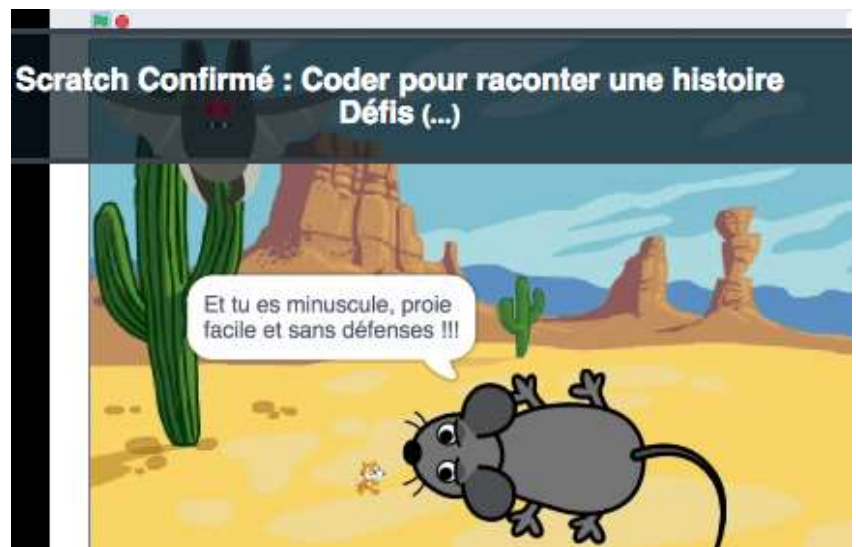 Scratch Confirmé : Coder pour raconter une histoire
Défis (...)
Et tu es minuscule, proie
facile et sans défenses !!!